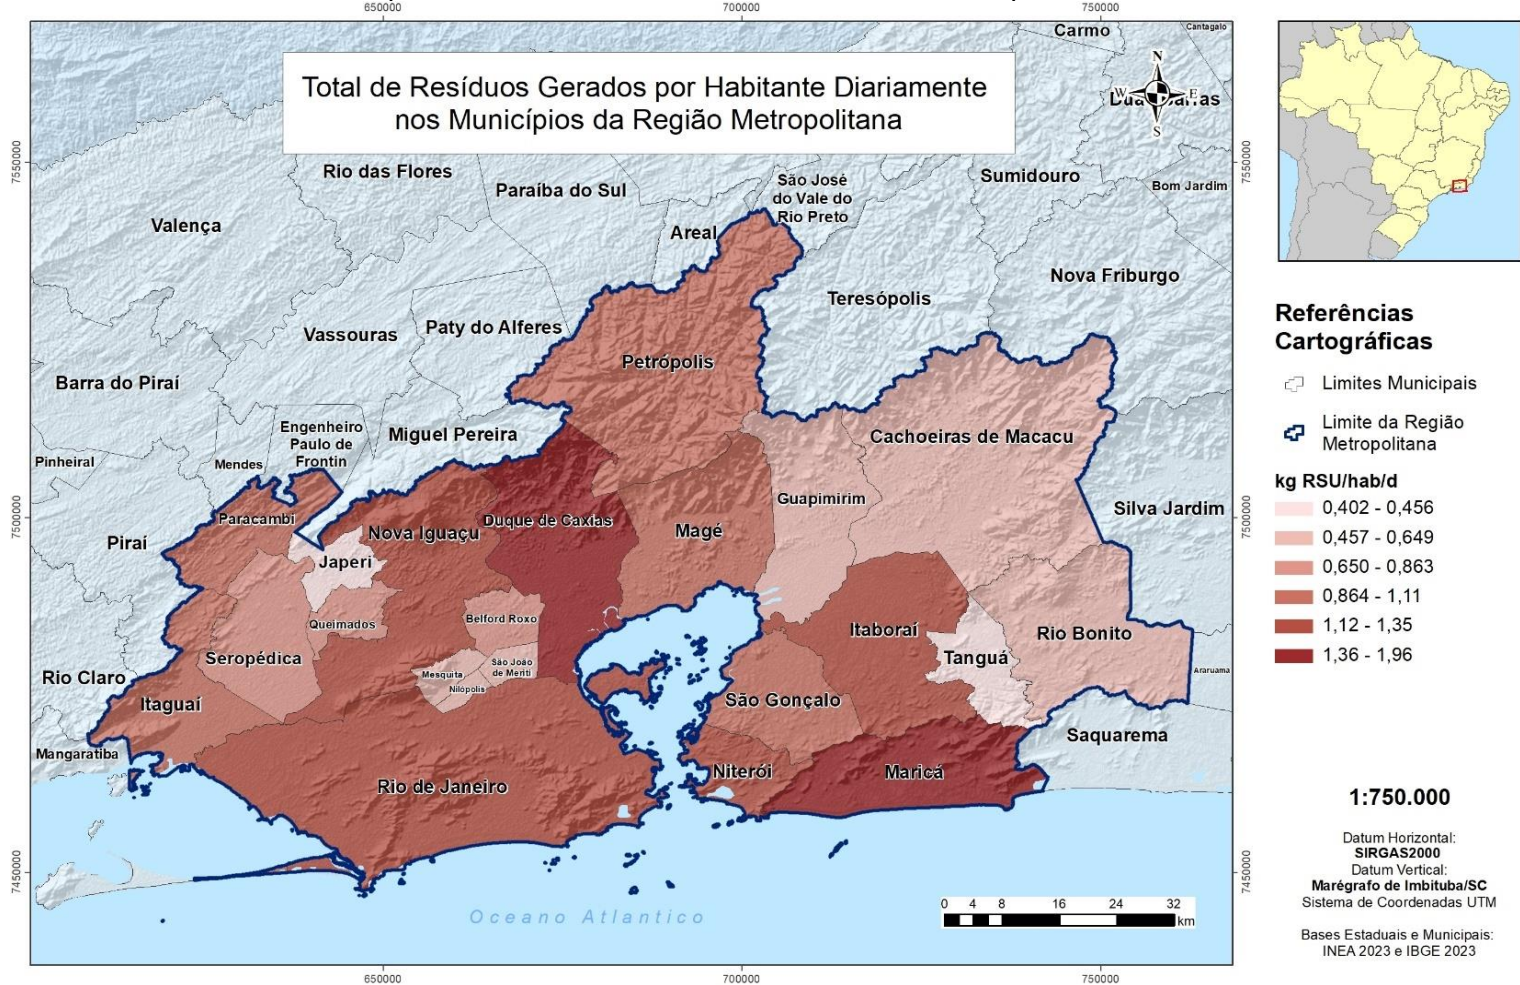 650000
700000
750000
Total de Resíduos Gerados por Habitante Diariamente
nos Municípios da Região Metropolitana
Carmo
Cantagalo
N
W
E
S
7550000
7550000
Rio das Flores
Paraíba do Sul
São José
do Vale do
Rio Preto
Sumidouro
Bom Jardim
Valença
Areal
Nova Friburgo
Teresópolis
Vassouras
Paty do Alferes
Petrópolis
Barra do Piraí
Engenheiro
Paulo de
Frontin
Miguel Pereira
Cachoeiras de Macacu
Pinheiral
Mendes
Guapimirim
Silva Jardim
7500000
7500000
Paracambi
Nova Iguaçu
Duque de Caxias
Magé
Piraí
Japeri
Queimados
Belford Roxo
Itaboraí
Rio Bonito
Seropédica
Tanguá
Rio Claro
Mesquita
São João
de Meriti
Nilópolis
Araruama
Itaguaí
São Gonçalo
Saquarema
Mangaratiba
Rio de Janeiro
Niterói
Maricá
7450000
7450000
Oceano Atlantico
0 4 8 16 24 32
km
650000
700000
750000
Referências
Cartográficas
Limites Municipais
Limite da Região
Metropolitana
kg RSU/hab/d
0,402 - 0,456
0,457 - 0,649
0,650 - 0,863
0,864 - 1,11
1,12 - 1,35
1,36 - 1,96
1:750.000
Datum Horizontal:
SIRGAS2000
Datum Vertical:
Marégrafo de Imbituba/SC
Sistema de Coordenadas UTM
Bases Estaduais e Municipais:
INEA 2023 e IBGE 2023